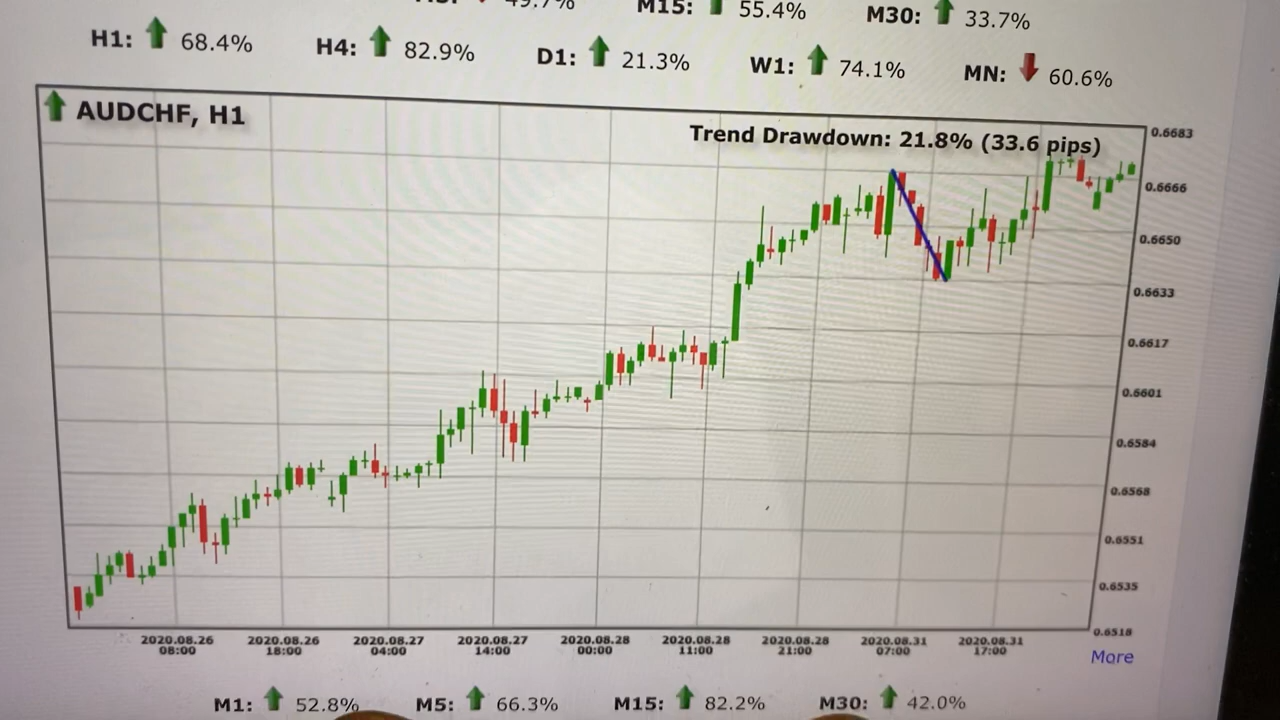 49.7% M15: 55.4% M30: 33.7%
H1: 68.4% H4: 82.9% D1: 21.3% W1: 74.1% MN: 60.6%
AUDCHF, H1
Trend Drawdown: 21.8% (33.6 pips)
0.6683
0.6666
0.6650
0.6633
0.6617
0.6601
0.6584
0.6568
0.6551
0.6535
0.6518
2020.08.26 2020.08.26 2020.08.27 2020.08.27 2020.08.28 2020.08.28 2020.08.28 2020.08.31 2020.08.31
08:00 18:00 04:00 14:00 00:00 11:00 21:00 07:00 17:00
More
M1: 52.8% M5: 66.3% M15: 82.2% M30: 42.0%